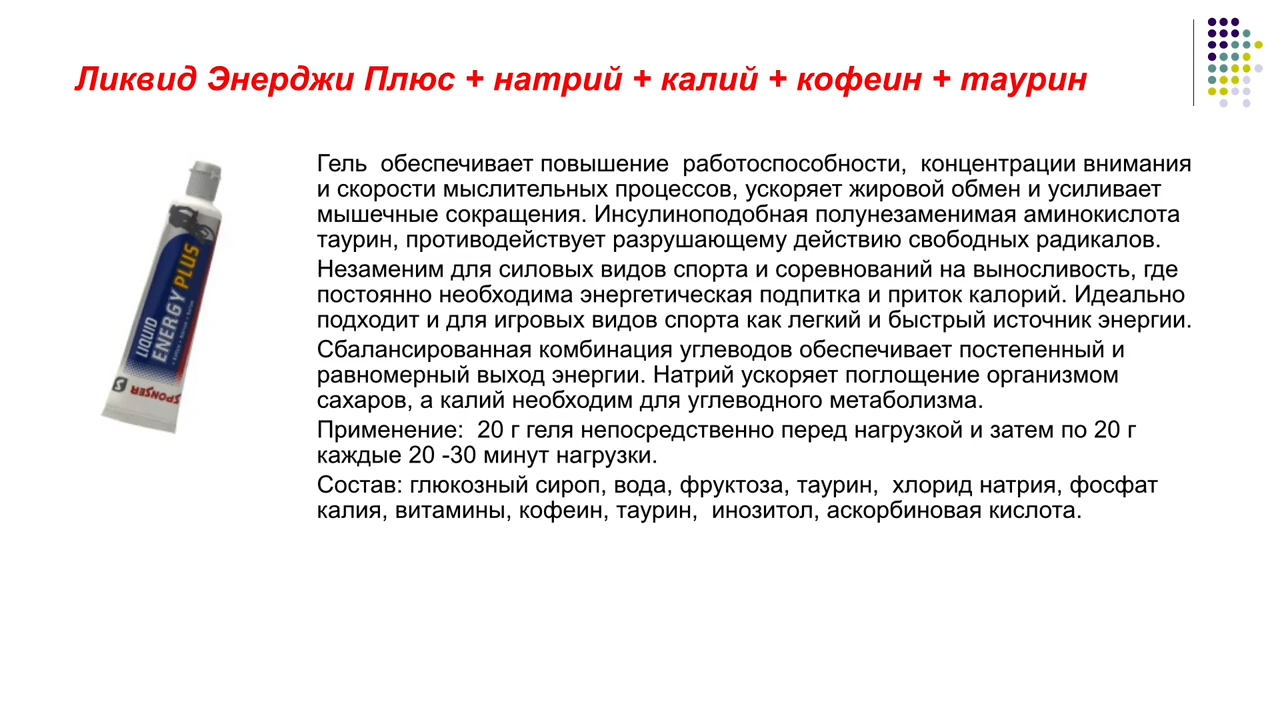 Ликвид Энерджи Плюс + натрий + калий + кофеин + таурин
Гель обеспечивает повышение работоспособности, концентрации внимания
и скорости мыслительных процессов, ускоряет жировой обмен и усиливает
мышечные сокращения. Инсулиноподобная полунезаменимая аминокислота
таурин, противодействует разрушающему действию свободных радикалов.
Незаменим для силовых видов спорта и соревнований на выносливость, где
постоянно необходима энергетическая подпитка и приток калорий. Идеально
подходит и для игровых видов спорта как легкий и быстрый источник энергии.
Сбалансированная комбинация углеводов обеспечивает постепенный и
равномерный выход энергии. Натрий ускоряет поглощение организмом
сахаров, а калий необходим для углеводного метаболизма.
Применение: 20 г геля непосредственно перед нагрузкой и затем по 20 г
каждые 20 -30 минут нагрузки.
Состав: глюкозный сироп, вода, фруктоза, таурин, хлорид натрия, фосфат
калия, витамины, кофеин, таурин, инозитол, аскорбиновая кислота.
LIQUID
ENERGY PLUS
SPONSER